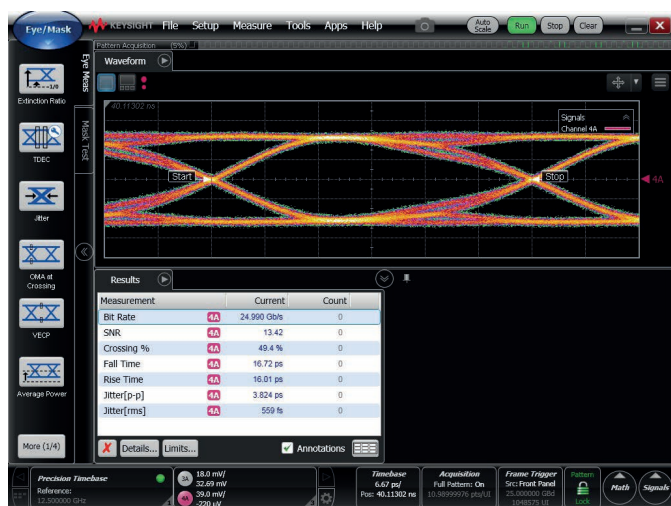 Eye/Mask
KEYSIGHT File Setup Measure Tools Apps Help
Auto Scale
Run
Stop
Clear
Pattern Acquisition (5%)
Waveform
Eye Meas
Mask Test
Extinction Ratio
TDEC
Jitter
OMA at
Crossing
VECP
Average Power
More (1/4)
40.11302 ns
Signals
Channel 4A
Start
Stop
4A
Results
Measurement Current Count
Bit Rate 4A 24.990 Gb/s 0
SNR 4A 13.42 0
Crossing % 4A 49.4 % 0
Fall Time 4A 16.72 ps 0
Rise Time 4A 16.01 ps 0
Jitter[p-p] 4A 3.824 ps 0
Jitter[rms] 4A 559 fs 0
Details... Limits... Annotations
Precision Timebase
Reference:
12.500000 GHz
3A 18.0 mV/
32.69 mV
4A 39.0 mV/
-220 µV
Timebase
6.67 ps/
Pos: 40.11302 ns
Acquisition
Full Pattern: On
10.98999976 pts/UI
Frame Trigger
Src: Front Panel
25.000000 GBd
1048575 UI
Pattern
Lock
Math
Signals